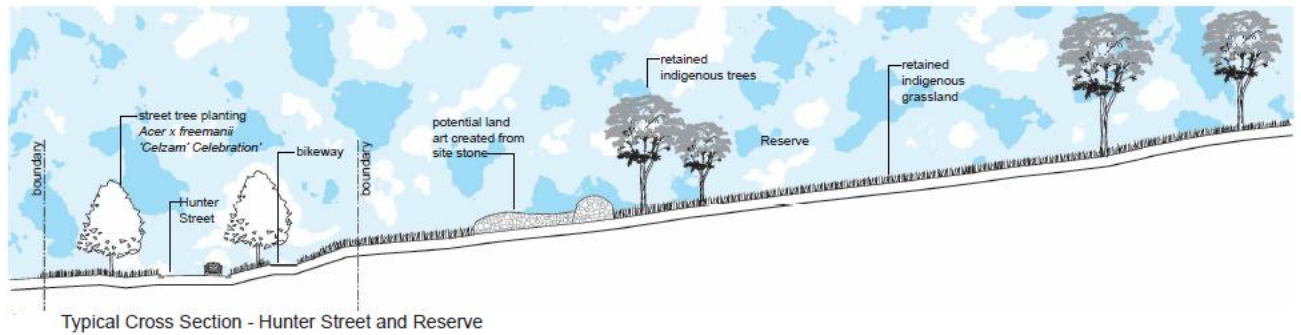 boundary
street tree planting
Acer x freemanii
'Celzam' Celebration'
Hunter
Street
bikeway
boundary
potential land
art created from
site stone
retained
indigenous trees
Reserve
retained
indigenous
grassland
Typical Cross Section - Hunter Street and Reserve